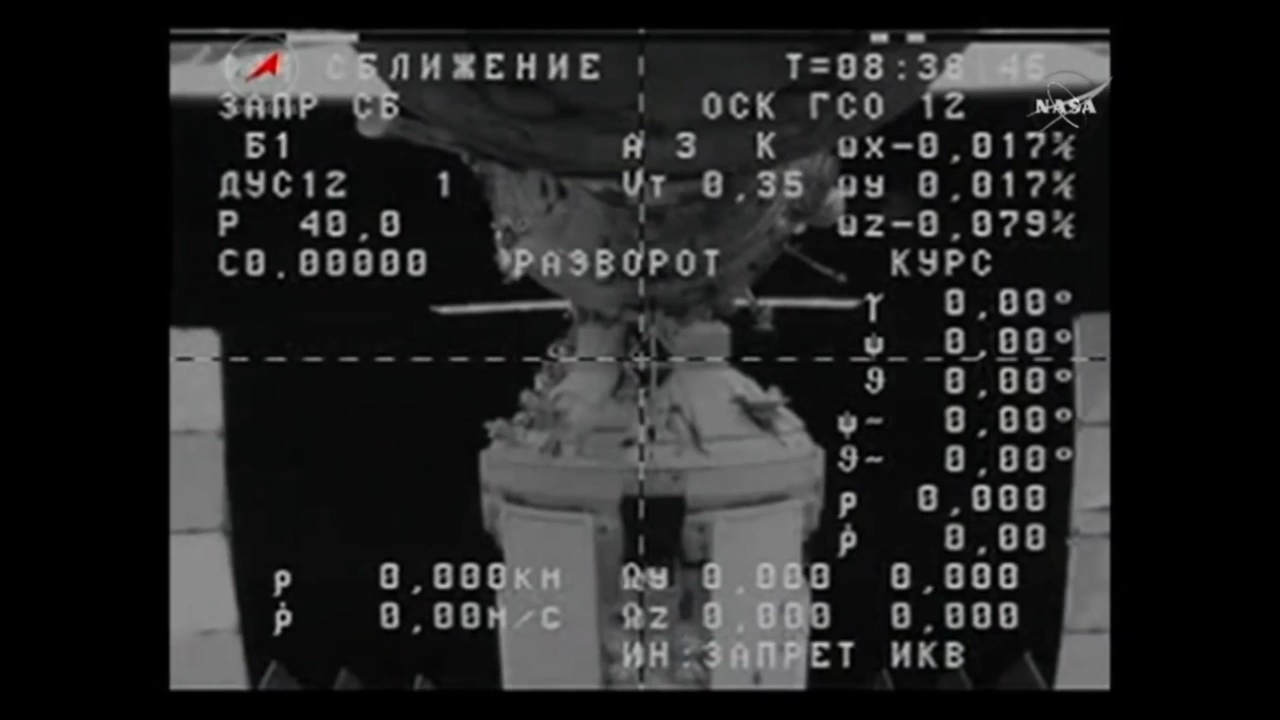 СБЛИЖЕНИЕ T=08:38:45
NASA
ЗАПР СБ ОСК ГСО 12
Б1 А 3 К ωx-0,017%
ДУС12 1 Vт 0,35 ωy 0,017%
Р 40,0 ωz-0,079%
С0,00000 РАЗВОРОТ КУРС
γ 0,00°
ψ 0,00°
ϑ 0,00°
ψ~ 0,00°
ϑ~ 0,00°
ρ 0,000
ρ̇ 0,00
ρ 0,000км Ωy 0,000 0,000
ρ̇ 0,00м/с Ωz 0,000 0,000
ИН:ЗАПРЕТ ИКВ